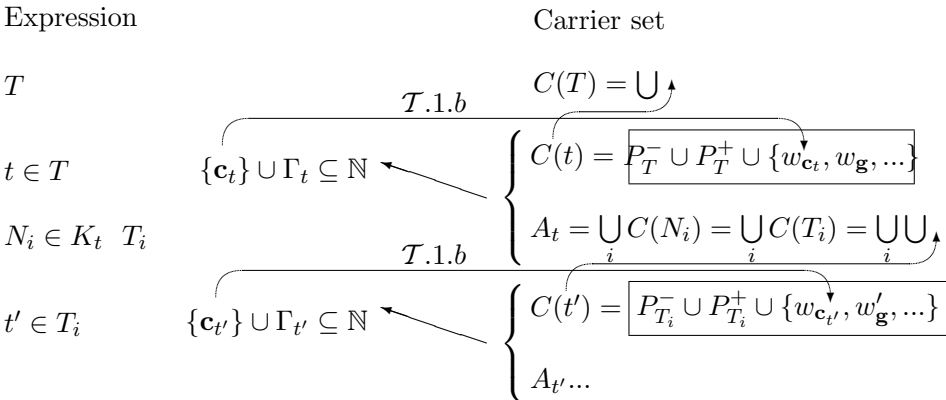 Expression Carrier set
T C(T) = ⋃
𝒯.1.b
t ∈ T {𝐜_t} ∪ Γ_t ⊆ ℕ C(t) = P_T^- ∪ P_T^+ ∪ {w_{𝐜_t}, w_𝐠, ...}
N_i ∈ K_t T_i A_t = ⋃_i C(N_i) = ⋃_i C(T_i) = ⋃_i ⋃
𝒯.1.b
t′ ∈ T_i {𝐜_{t′}} ∪ Γ_{t′} ⊆ ℕ C(t′) = P_{T_i}^- ∪ P_{T_i}^+ ∪ {w_{𝐜_{t′}}, w′_𝐠, ...}
A_{t′}...